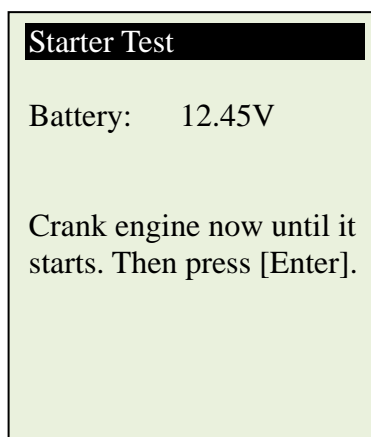 Starter Test
Battery: 12.45V
Crank engine now until it
starts. Then press [Enter].